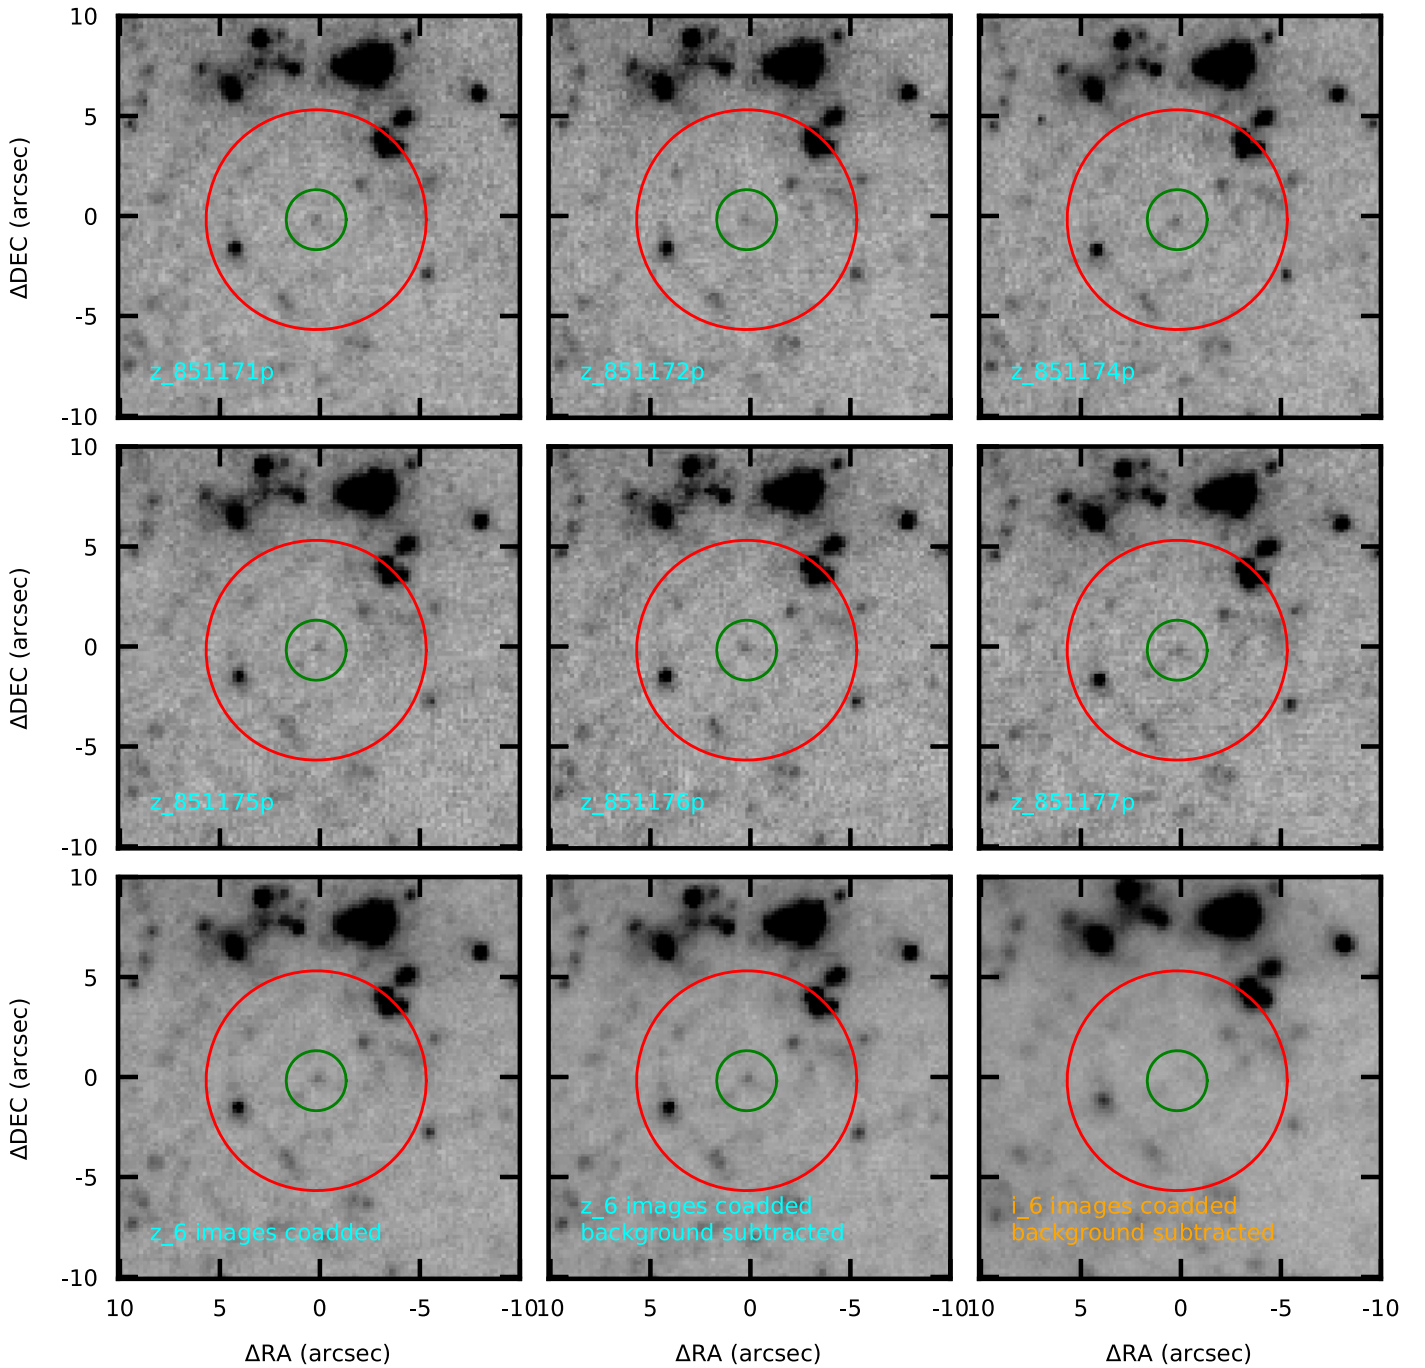 10
5
0
-5
-10
ΔDEC (arcsec)
z_851171p
z_851172p
z_851174p
10
5
0
-5
-10
ΔDEC (arcsec)
z_851175p
z_851176p
z_851177p
10
5
0
-5
-10
ΔDEC (arcsec)
z_6 images coadded
z_6 images coadded
background subtracted
i_6 images coadded
background subtracted
10 5 0 -5 -10
10 5 0 -5 -10
10 5 0 -5 -10
ΔRA (arcsec)
ΔRA (arcsec)
ΔRA (arcsec)